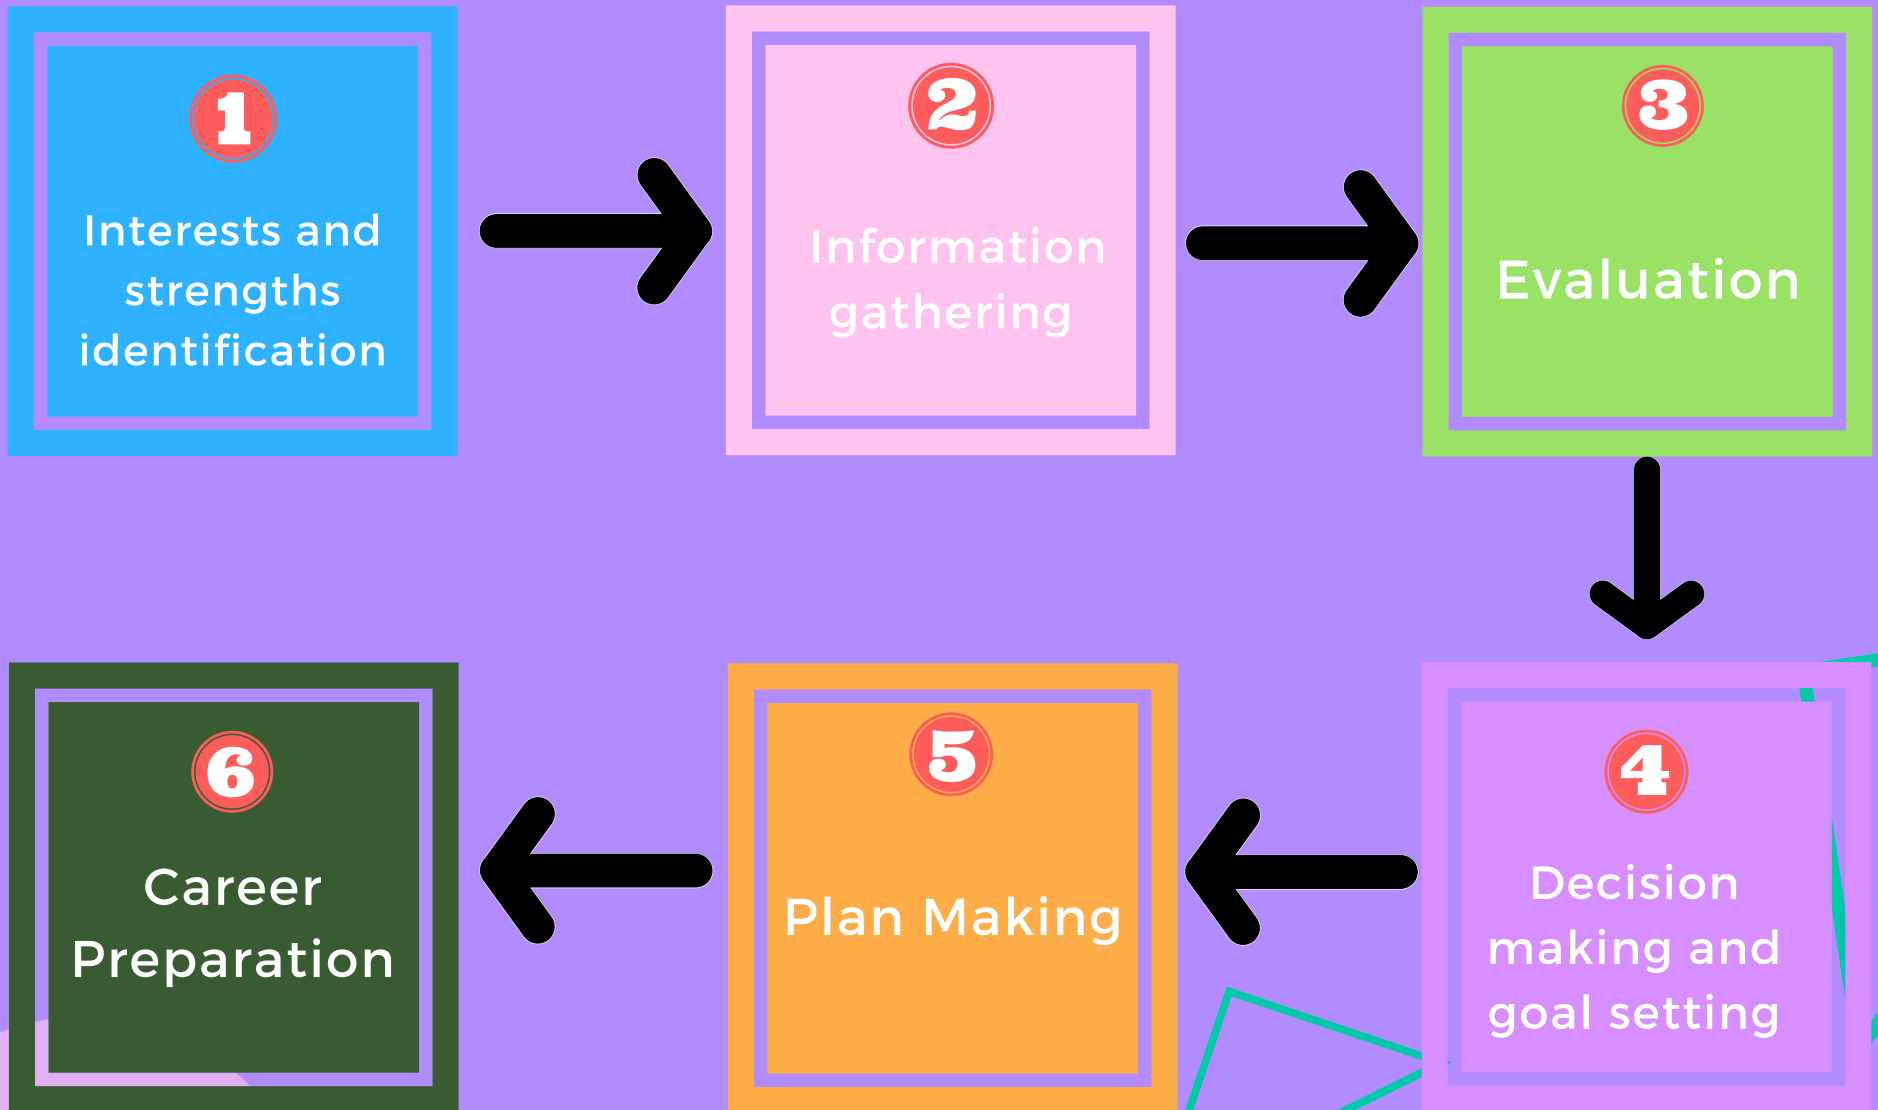 1
Interests and
strengths
identification
2
Information
gathering
3
Evaluation
4
Decision
making and
goal setting
5
Plan Making
6
Career
Preparation